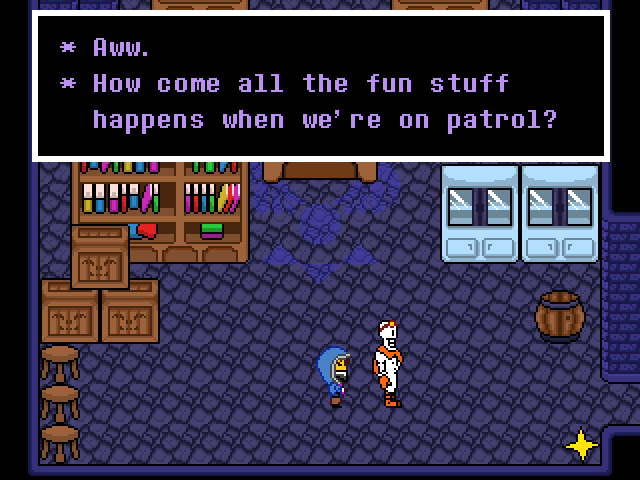 * Aww.
* How come all the fun stuff
happens when we're on patrol?